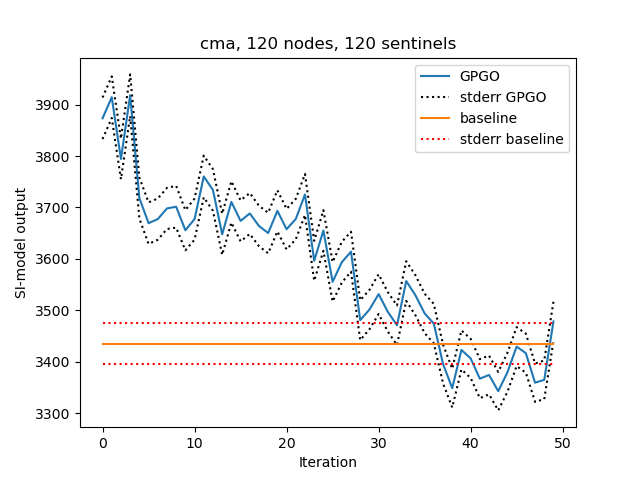 cma, 120 nodes, 120 sentinels
GPGO
stderr GPGO
baseline
stderr baseline
SI-model output
3900
3800
3700
3600
3500
3400
3300
0 10 20 30 40 50
Iteration